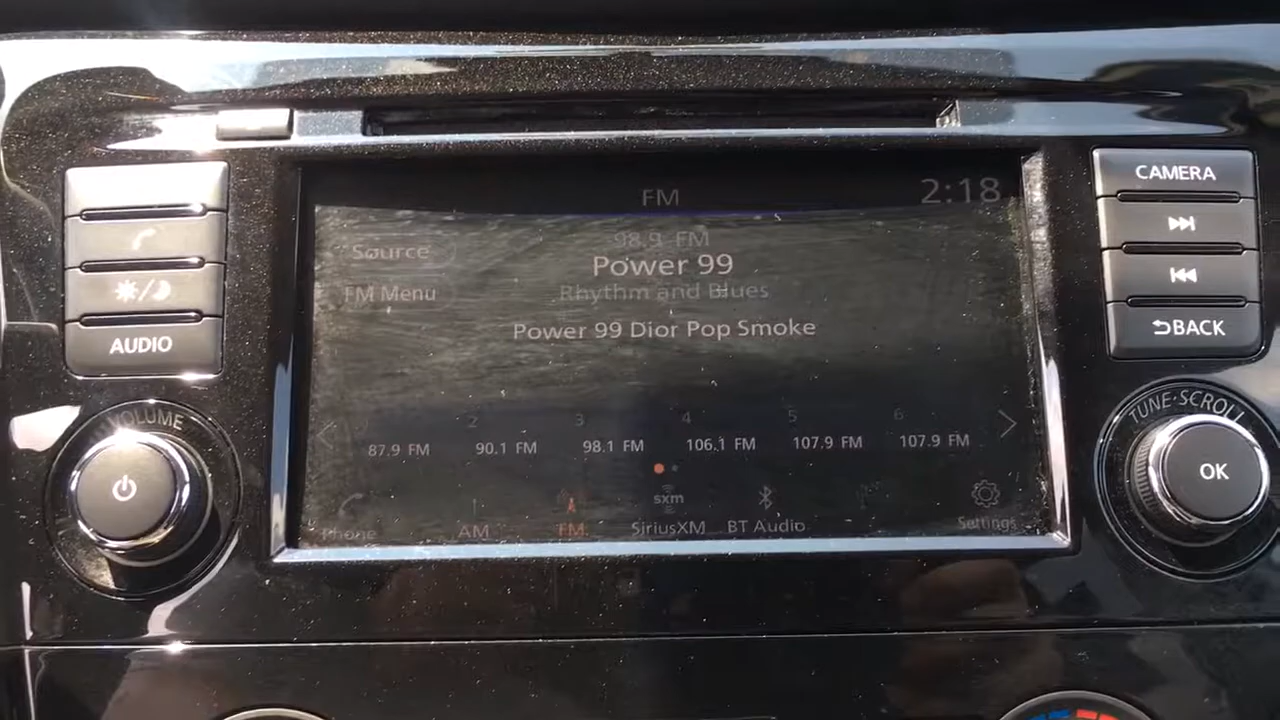 FM
2:18
98.9 FM
Source
Power 99
FM Menu
Rhythm and Blues
Power 99 Dior Pop Smoke
2 3 4 5 6
87.9 FM 90.1 FM 98.1 FM 106.1 FM 107.9 FM 107.9 FM
sxm
Phone AM FM SiriusXM BT Audio Settings
AUDIO
VOLUME
CAMERA
BACK
TUNE·SCROLL
OK